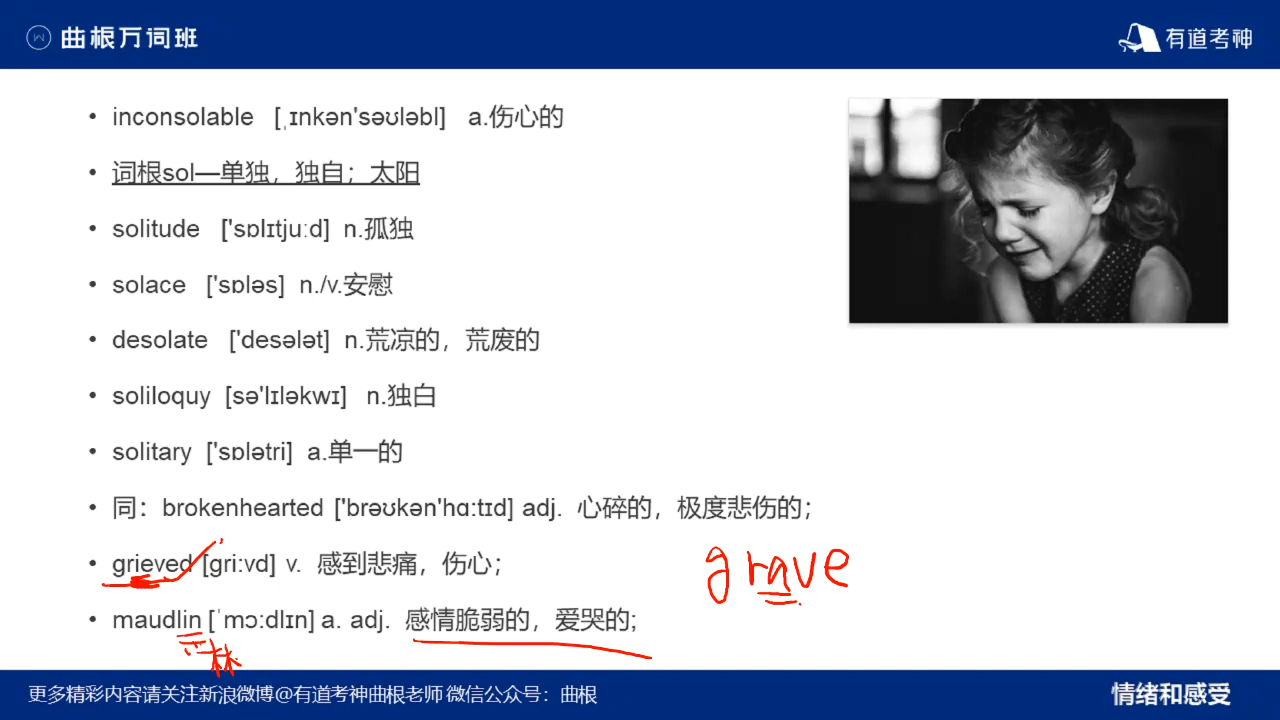 曲根万词班
有道考神
• inconsolable [ˌɪnkən'səʊləbl] a.伤心的
• 词根sol—单独，独自；太阳
• solitude ['sɒlɪtjuːd] n.孤独
• solace ['sɒləs] n./v.安慰
• desolate ['desələt] n.荒凉的，荒废的
• soliloquy [sə'lɪləkwɪ] n.独白
• solitary ['sɒlətri] a.单一的
• 同：brokenhearted ['brəʊkən'hɑːtɪd] adj. 心碎的，极度悲伤的；
• grieved [griːvd] v. 感到悲痛，伤心；
grave
• maudlin [ˈmɔːdlɪn] a. adj. 感情脆弱的，爱哭的;
林
更多精彩内容请关注新浪微博@有道考神曲根老师 微信公众号：曲根
情绪和感受